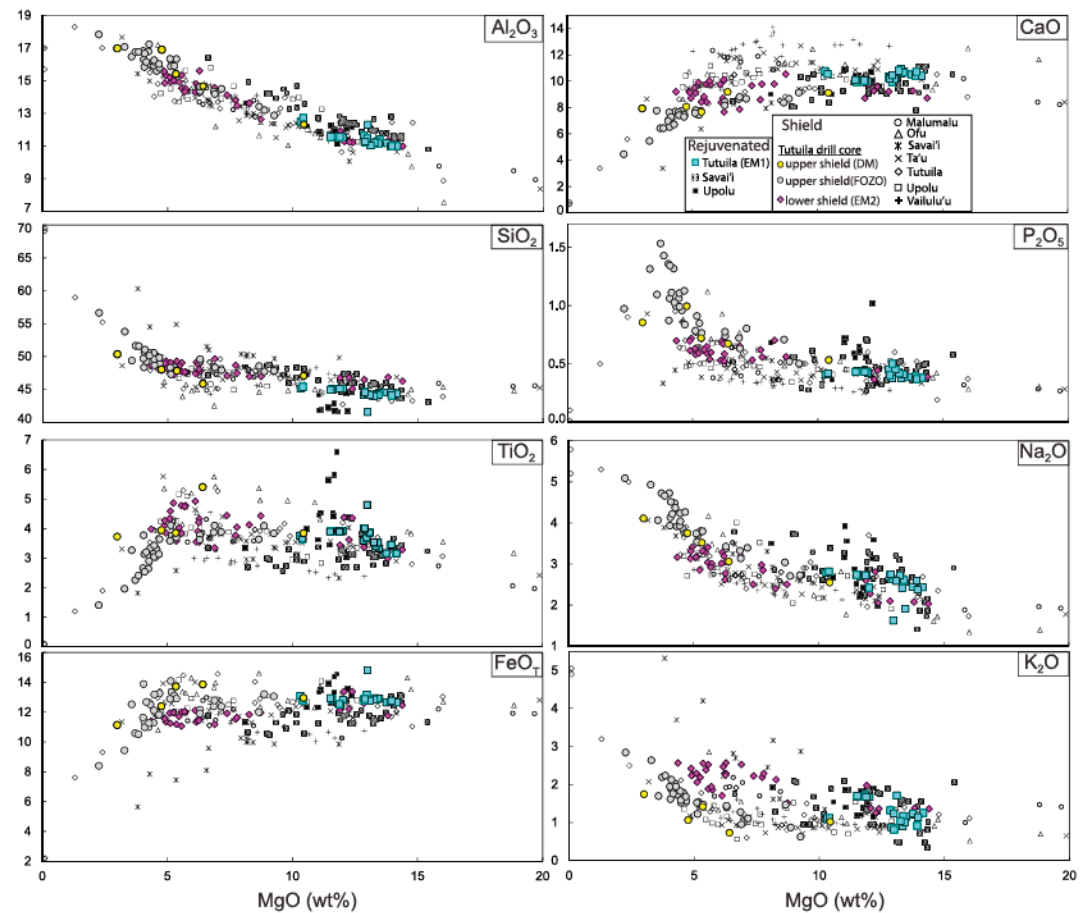 Al₂O₃
19
17
15
13
11
9
7
CaO
14
12
10
8
6
4
2
0
Rejuvenated
Tutuila (EM1)
Savai'i
Upolu
Shield
Tutuila drill core
upper shield (DM)
upper shield(FOZO)
lower shield (EM2)
Malumalu
Ofu
Savai'i
Ta'u
Tutuila
Upolu
Vailulu'u
SiO₂
70
65
60
55
50
45
40
P₂O₅
1.5
1.0
0.5
0.0
TiO₂
7
6
5
4
3
2
1
0
Na₂O
6
5
4
3
2
1
FeO_T
16
14
12
10
8
6
4
2
0 5 10 15 20
MgO (wt%)
K₂O
5
4
3
2
1
0
0 5 10 15 20
MgO (wt%)